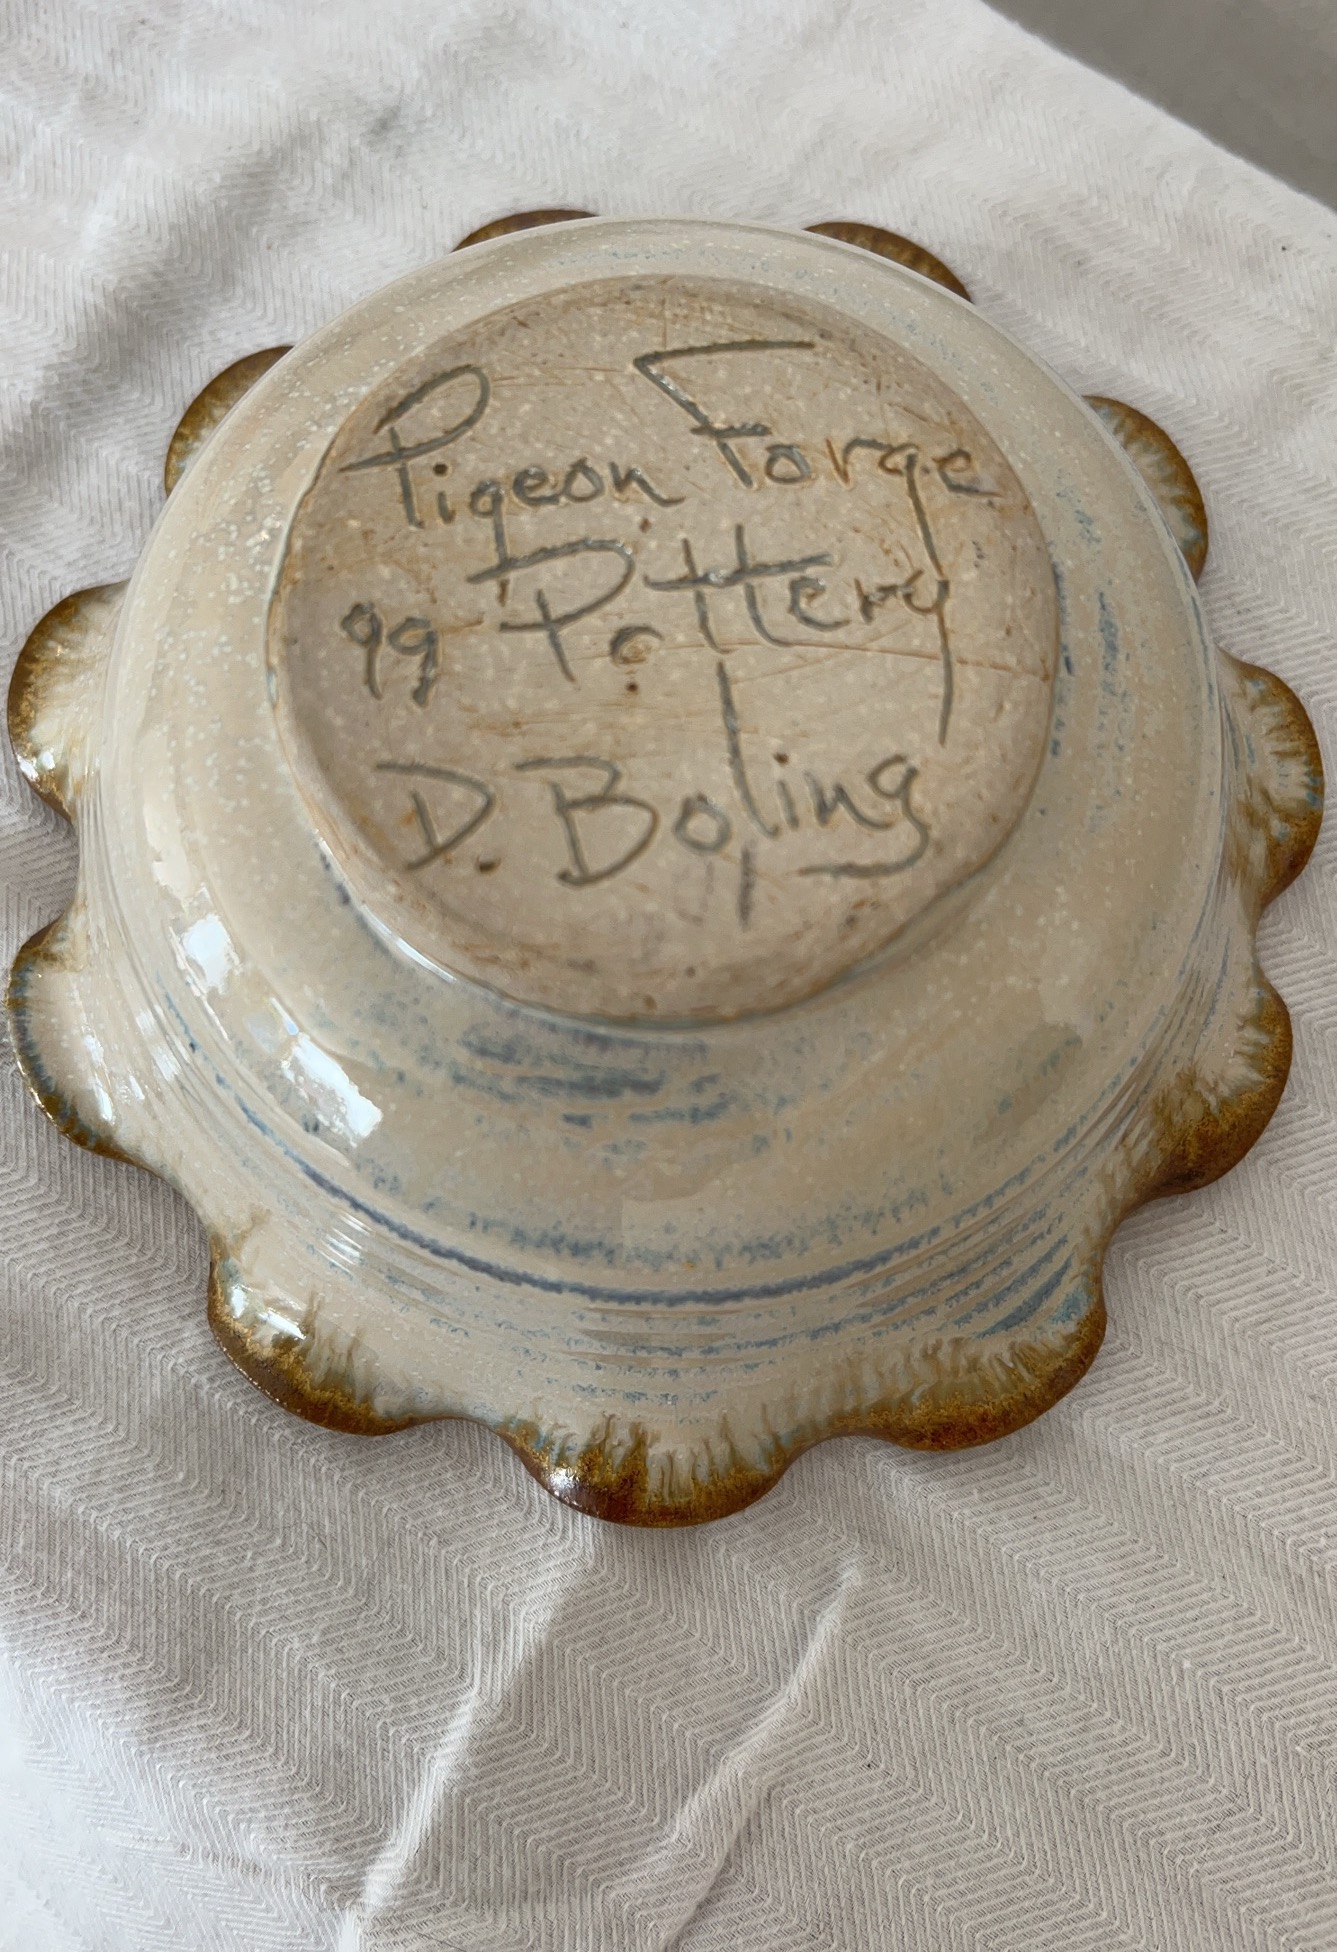 Pigeon Forge
99 Pottery
D. Boling